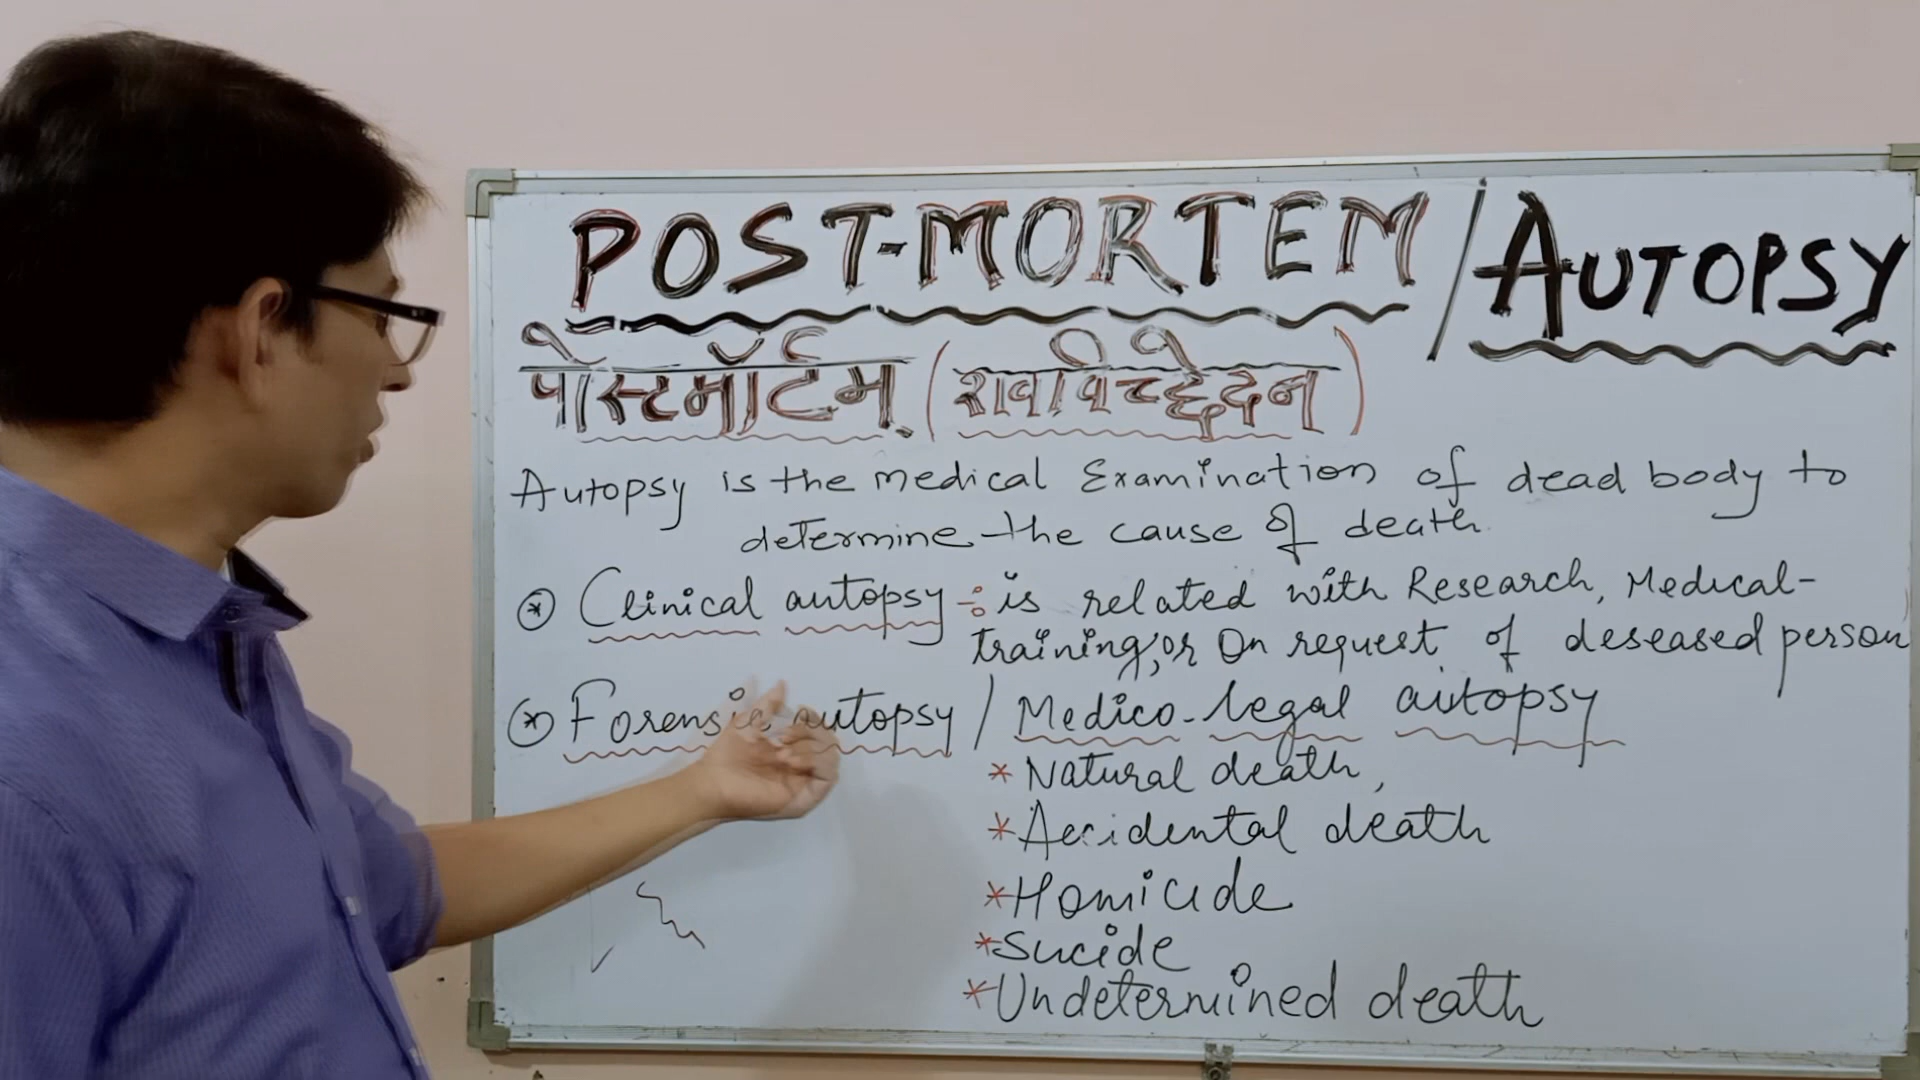 POST-MORTEM / AUTOPSY
पोस्टमॉर्टम (शवविच्छेदन)
Autopsy is the medical Examination of dead body to
determine the cause of death.
* Clinical autopsy :- is related with Research, Medical-
training, or On request of deseased person
* Forensic autopsy / Medico-legal autopsy
* Natural death,
* Accidental death
* Homicide
* Sucide
* Undetermined death